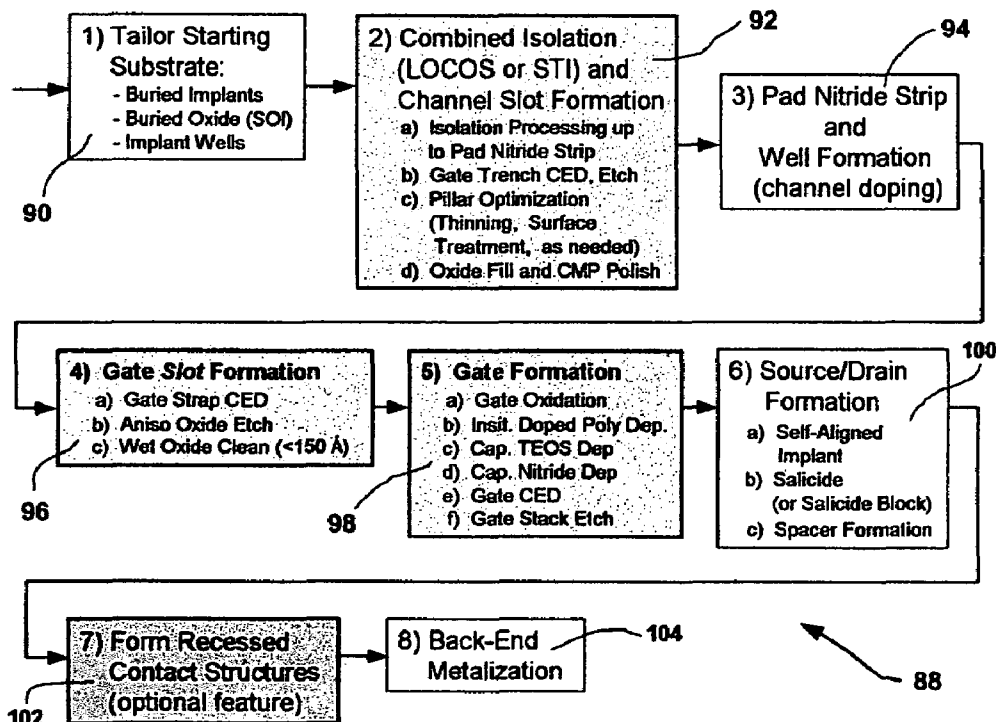 1) Tailor Starting
Substrate:
- Buried Implants
- Buried Oxide (SOI)
- Implant Wells
90
2) Combined Isolation
(LOCOS or STI) and
Channel Slot Formation
a) Isolation Processing up
to Pad Nitride Strip
b) Gate Trench CED, Etch
c) Pillar Optimization
(Thinning, Surface
Treatment, as needed)
d) Oxide Fill and CMP Polish
92
94
3) Pad Nitride Strip
and
Well Formation
(channel doping)
4) Gate Slot Formation
a) Gate Strap CED
b) Aniso Oxide Etch
c) Wet Oxide Clean (<150 Å)
96
5) Gate Formation
a) Gate Oxidation
b) Insit. Doped Poly Dep.
c) Cap. TEOS Dep
d) Cap. Nitride Dep
e) Gate CED
f) Gate Stack Etch
98
6) Source/Drain
Formation
a) Self-Aligned
Implant
b) Salicide
(or Salicide Block)
c) Spacer Formation
100
7) Form Recessed
Contact Structures
(optional feature)
102
8) Back-End
Metalization
104
88